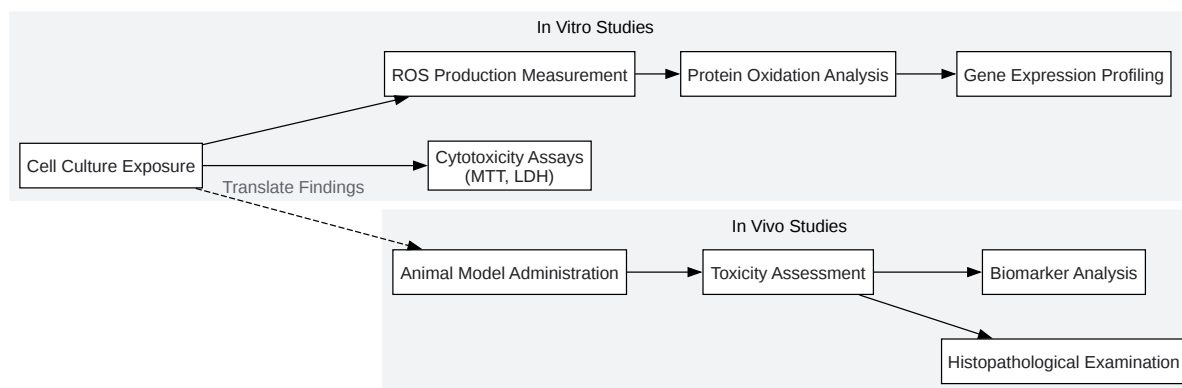 In Vitro Studies
ROS Production Measurement
Protein Oxidation Analysis
Gene Expression Profiling
Cell Culture Exposure
Cytotoxicity Assays
(MTT, LDH)
Translate Findings
In Vivo Studies
Animal Model Administration
Toxicity Assessment
Biomarker Analysis
Histopathological Examination